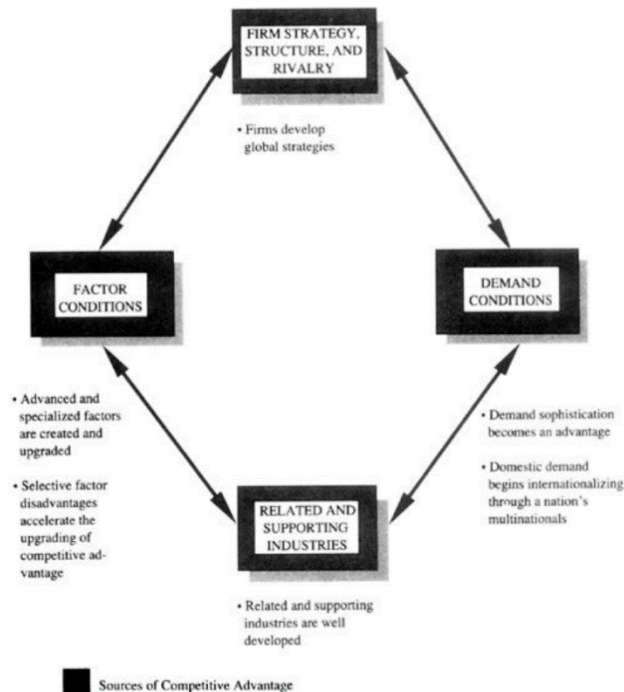 FIRM STRATEGY,
STRUCTURE, AND
RIVALRY
• Firms develop
global strategies
FACTOR
CONDITIONS
DEMAND
CONDITIONS
• Advanced and
specialized factors
are created and
upgraded
• Selective factor
disadvantages
accelerate the
upgrading of
competitive ad-
vantage
• Demand sophistication
becomes an advantage
• Domestic demand
begins internationalizing
through a nation's
multinationals
RELATED AND
SUPPORTING
INDUSTRIES
• Related and supporting
industries are well
developed
Sources of Competitive Advantage